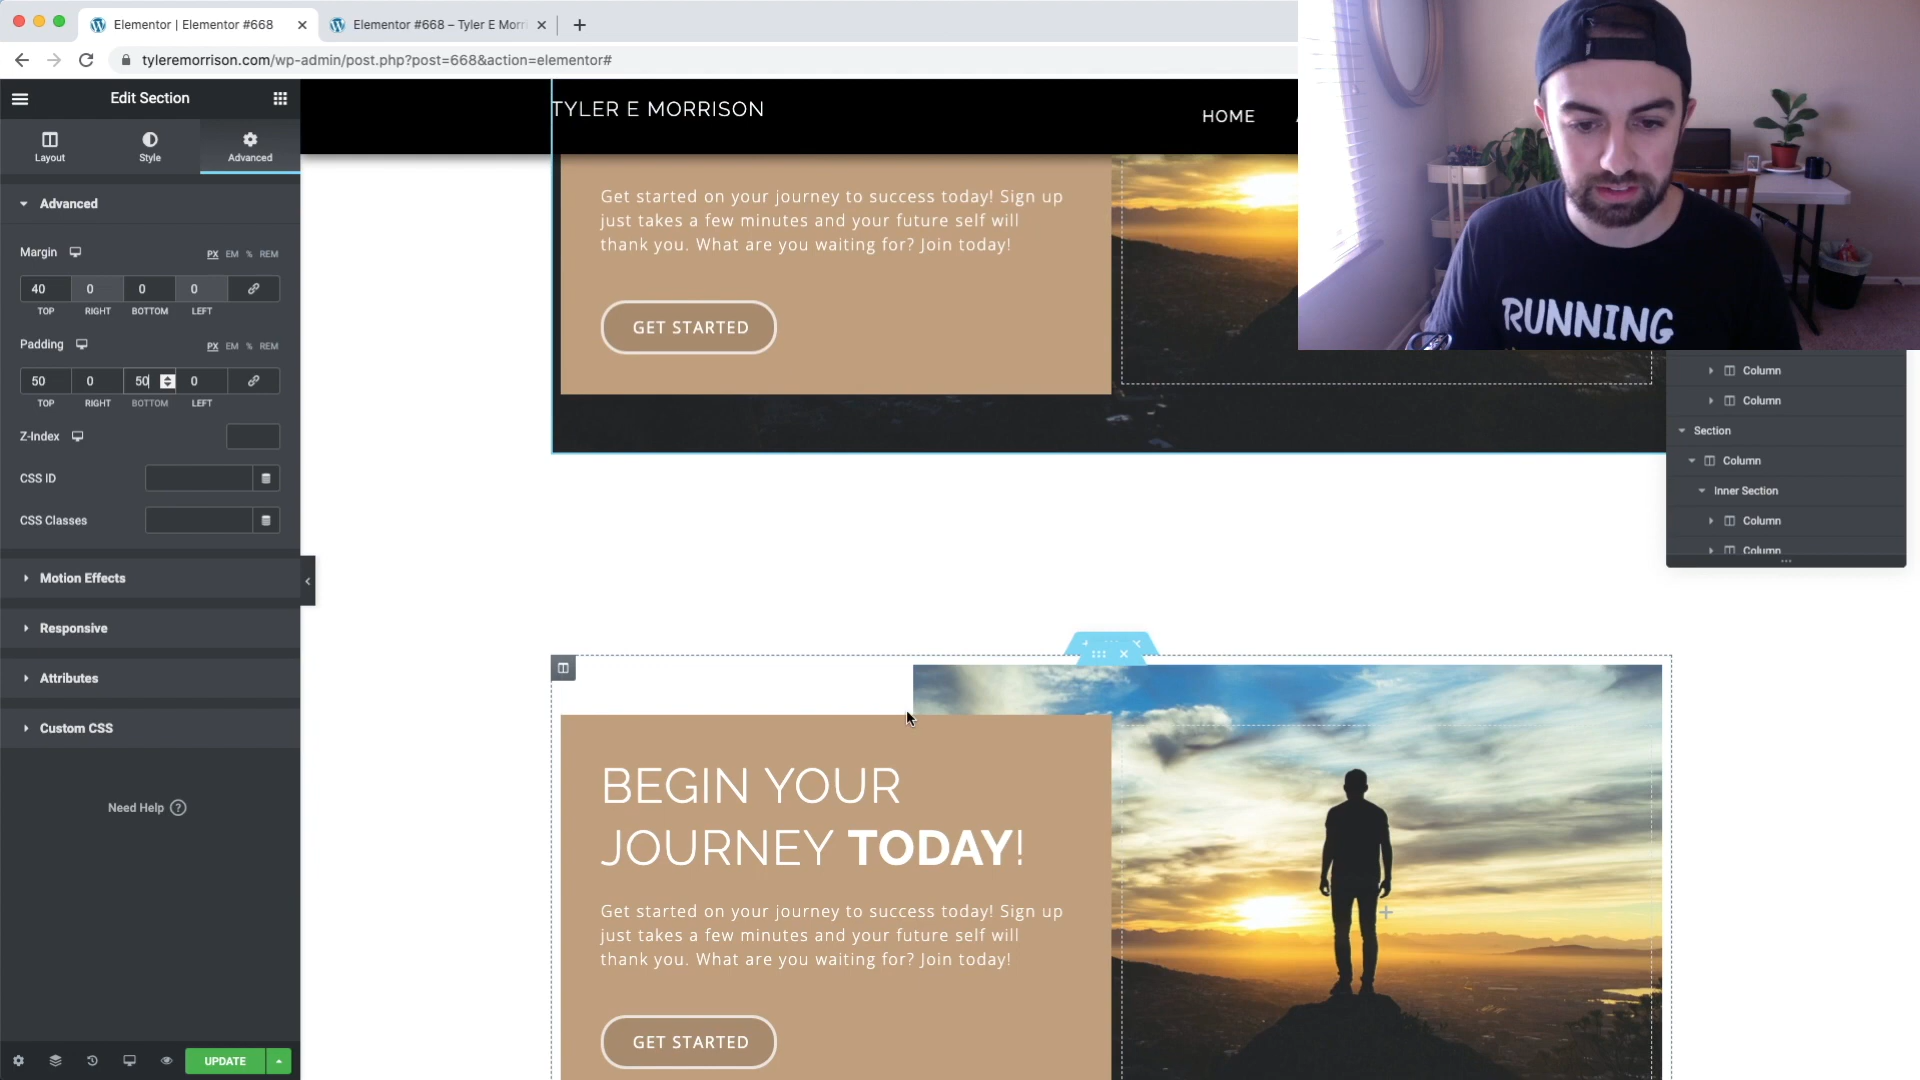 Elementor | Elementor #668
Elementor #668 – Tyler E Morri
tyleremorrison.com/wp-admin/post.php?post=668&action=elementor#
Edit Section
Layout
Style
Advanced
Advanced
Margin
PX EM % REM
40 0 0 0
TOP RIGHT BOTTOM LEFT
Padding
PX EM % REM
50 0 50 0
TOP RIGHT BOTTOM LEFT
Z-Index
CSS ID
CSS Classes
Motion Effects
Responsive
Attributes
Custom CSS
Need Help ?
UPDATE
TYLER E MORRISON
HOME
Get started on your journey to success today! Sign up
just takes a few minutes and your future self will
thank you. What are you waiting for? Join today!
GET STARTED
BEGIN YOUR
JOURNEY TODAY!
Get started on your journey to success today! Sign up
just takes a few minutes and your future self will
thank you. What are you waiting for? Join today!
GET STARTED
RUNNING
Column
Column
Section
Column
Inner Section
Column
Column